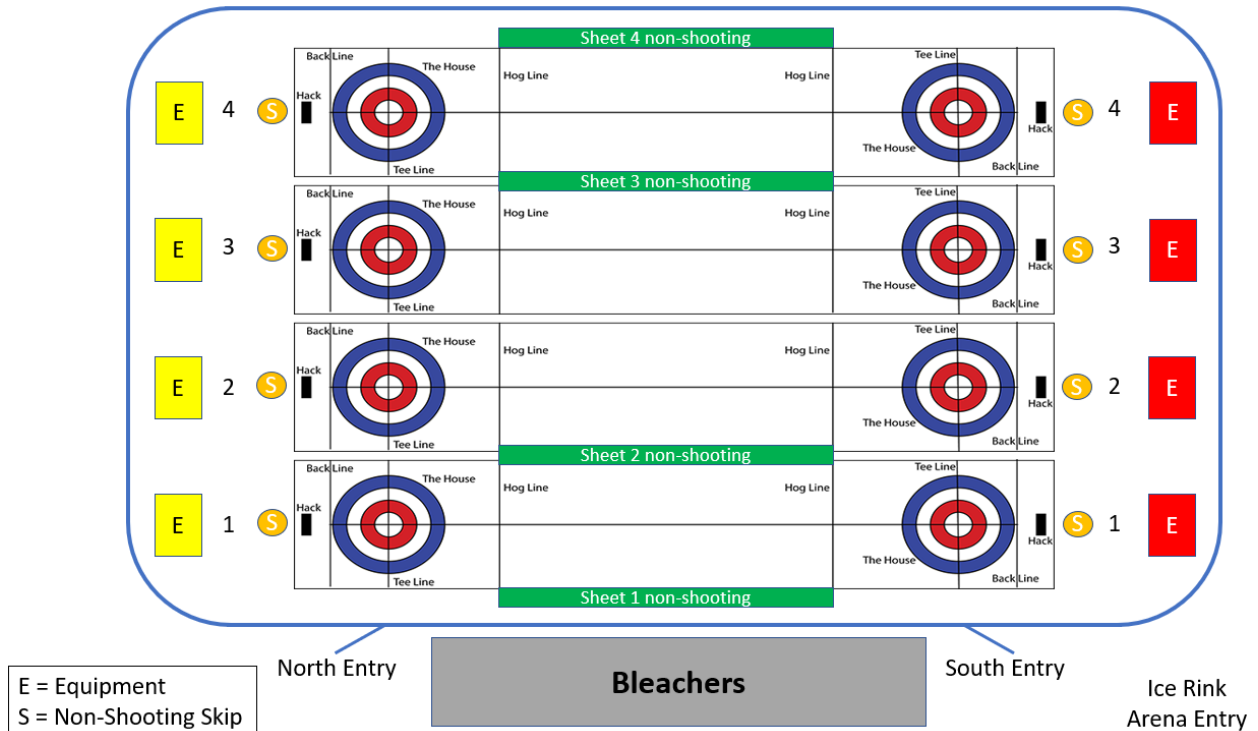 Sheet 4 non-shooting
Back Line
The House
Hog Line
Hog Line
Tee Line
E
4
S
Hack
S
4
E
Hack
The House
Tee Line
Back Line
Sheet 3 non-shooting
Back Line
The House
Hog Line
Hog Line
Tee Line
E
3
S
Hack
S
3
E
Hack
The House
Tee Line
Back Line
Back Line
The House
Hog Line
Hog Line
Tee Line
E
2
S
Hack
S
2
E
Hack
The House
Tee Line
Back Line
Sheet 2 non-shooting
Back Line
The House
Hog Line
Hog Line
Tee Line
E
1
S
Hack
S
1
E
Hack
The House
Tee Line
Back Line
Sheet 1 non-shooting
North Entry
Bleachers
South Entry
E = Equipment
S = Non-Shooting Skip
Ice Rink
Arena Entry